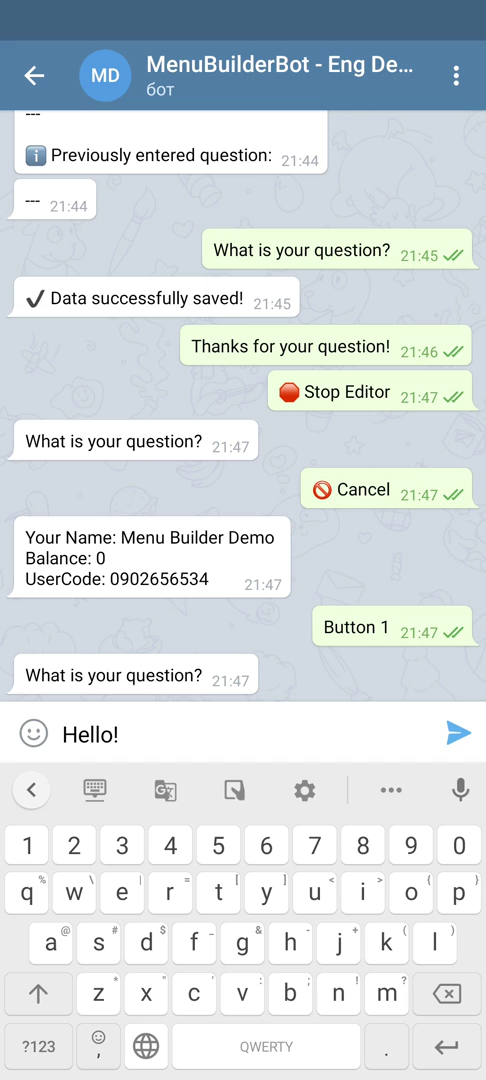 MD
MenuBuilderBot - Eng De...
бот
---
Previously entered question: 21:44
--- 21:44
What is your question? 21:45
✔ Data successfully saved! 21:45
Thanks for your question! 21:46
🛑 Stop Editor 21:47
What is your question? 21:47
🚫 Cancel 21:47
Your Name: Menu Builder Demo
Balance: 0
UserCode: 0902656534 21:47
Button 1 21:47
What is your question? 21:47
Hello!
1 2 3 4 5 6 7 8 9 0
q % w \ e | r = t [ y ] u < i > o { p }
a @ s # d $ f _ g & h - j + k ( l )
z * x " c ' v : b ; n ! m ?
?123 , QWERTY .